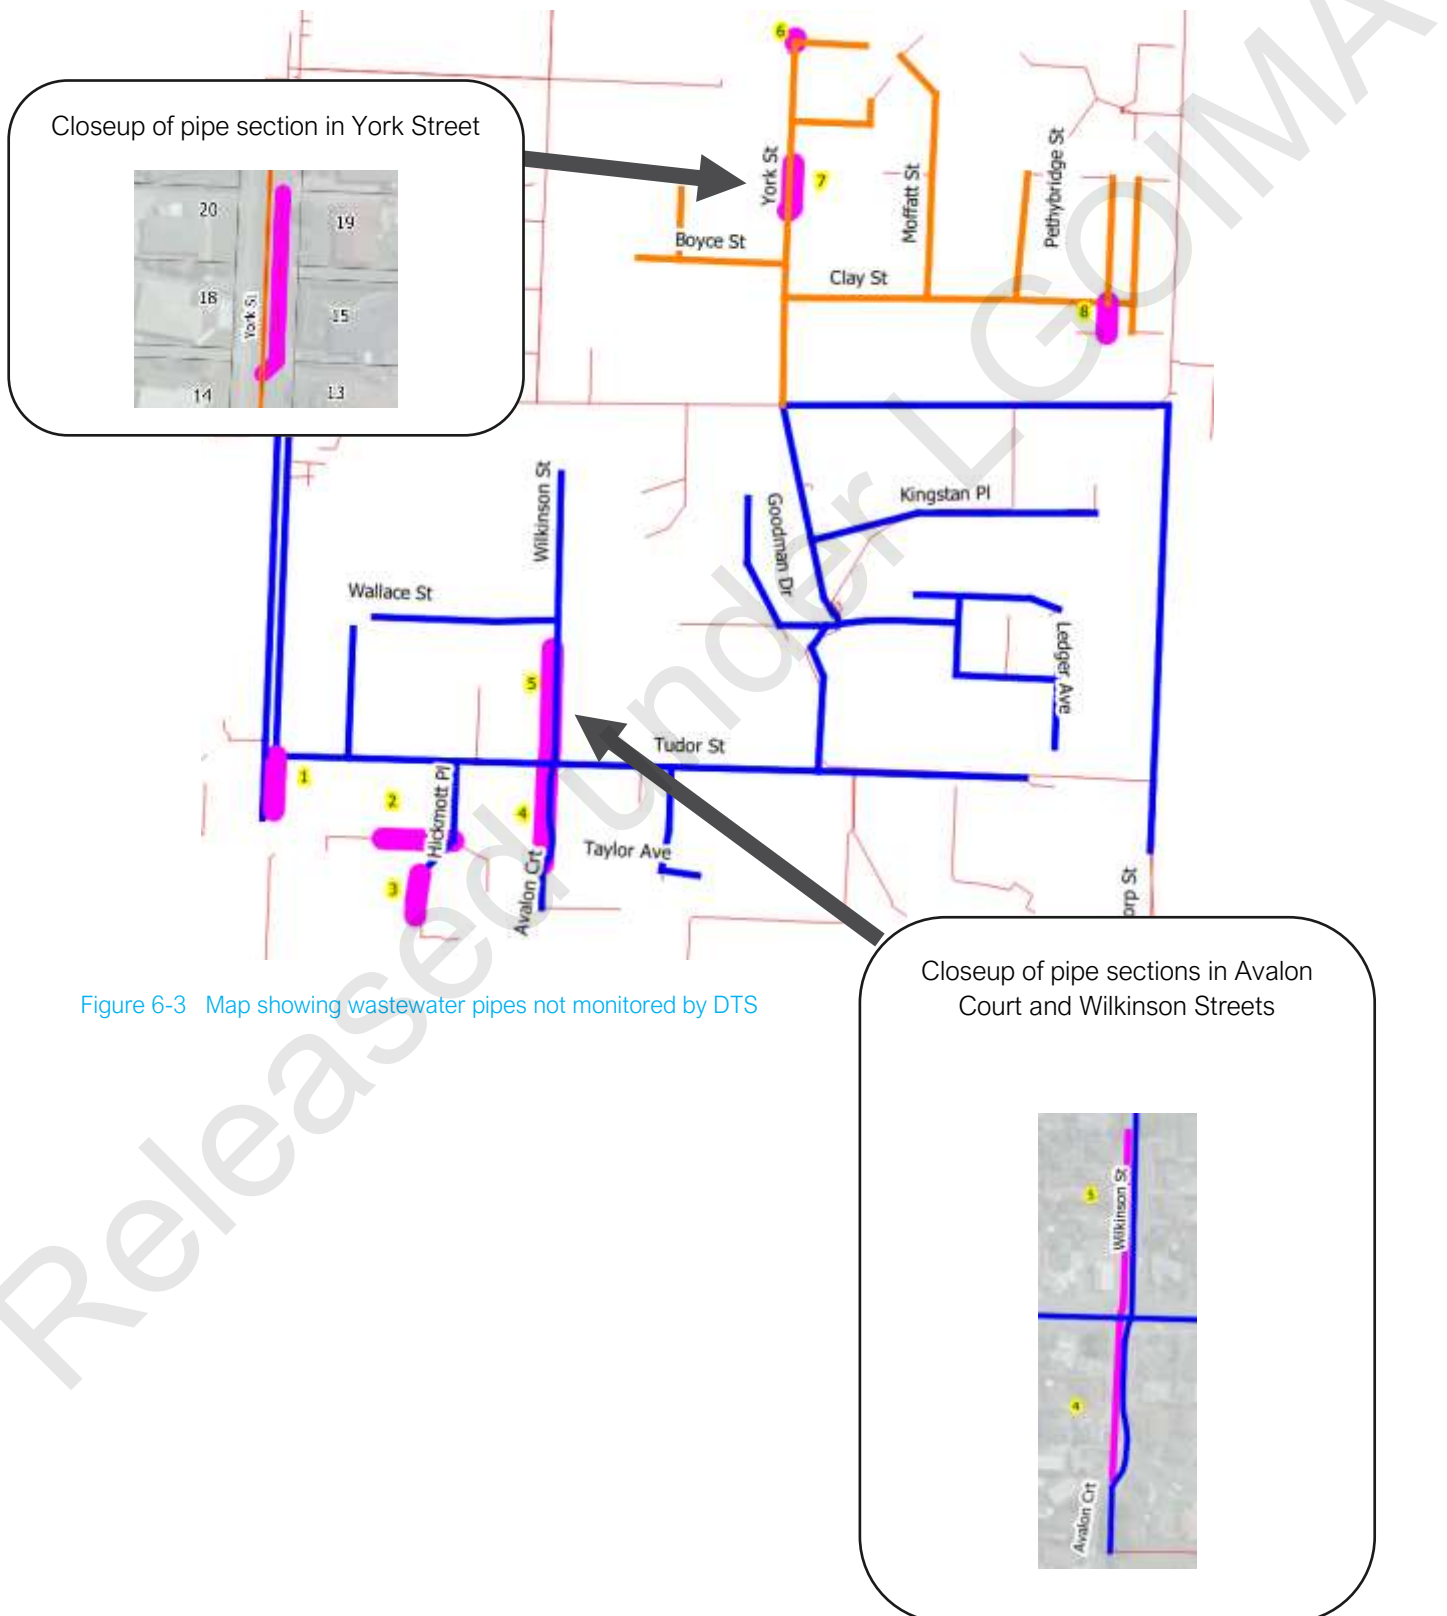 6
Closeup of pipe section in York Street
20
19
18
15
York St
14
13
York St
7
Moffatt St
Pethybridge St
Boyce St
Clay St
8
Wilkinson St
Goodman Dr
Kingstan Pl
Wallace St
Ledger Ave
5
Tudor St
1
2
Hickmott Pl
4
3
Avalon Crt
Taylor Ave
orp St
Figure 6-3 Map showing wastewater pipes not monitored by DTS
Closeup of pipe sections in Avalon
Court and Wilkinson Streets
5
Wilkinson St
4
Avalon Crt
Released under LGOIMA